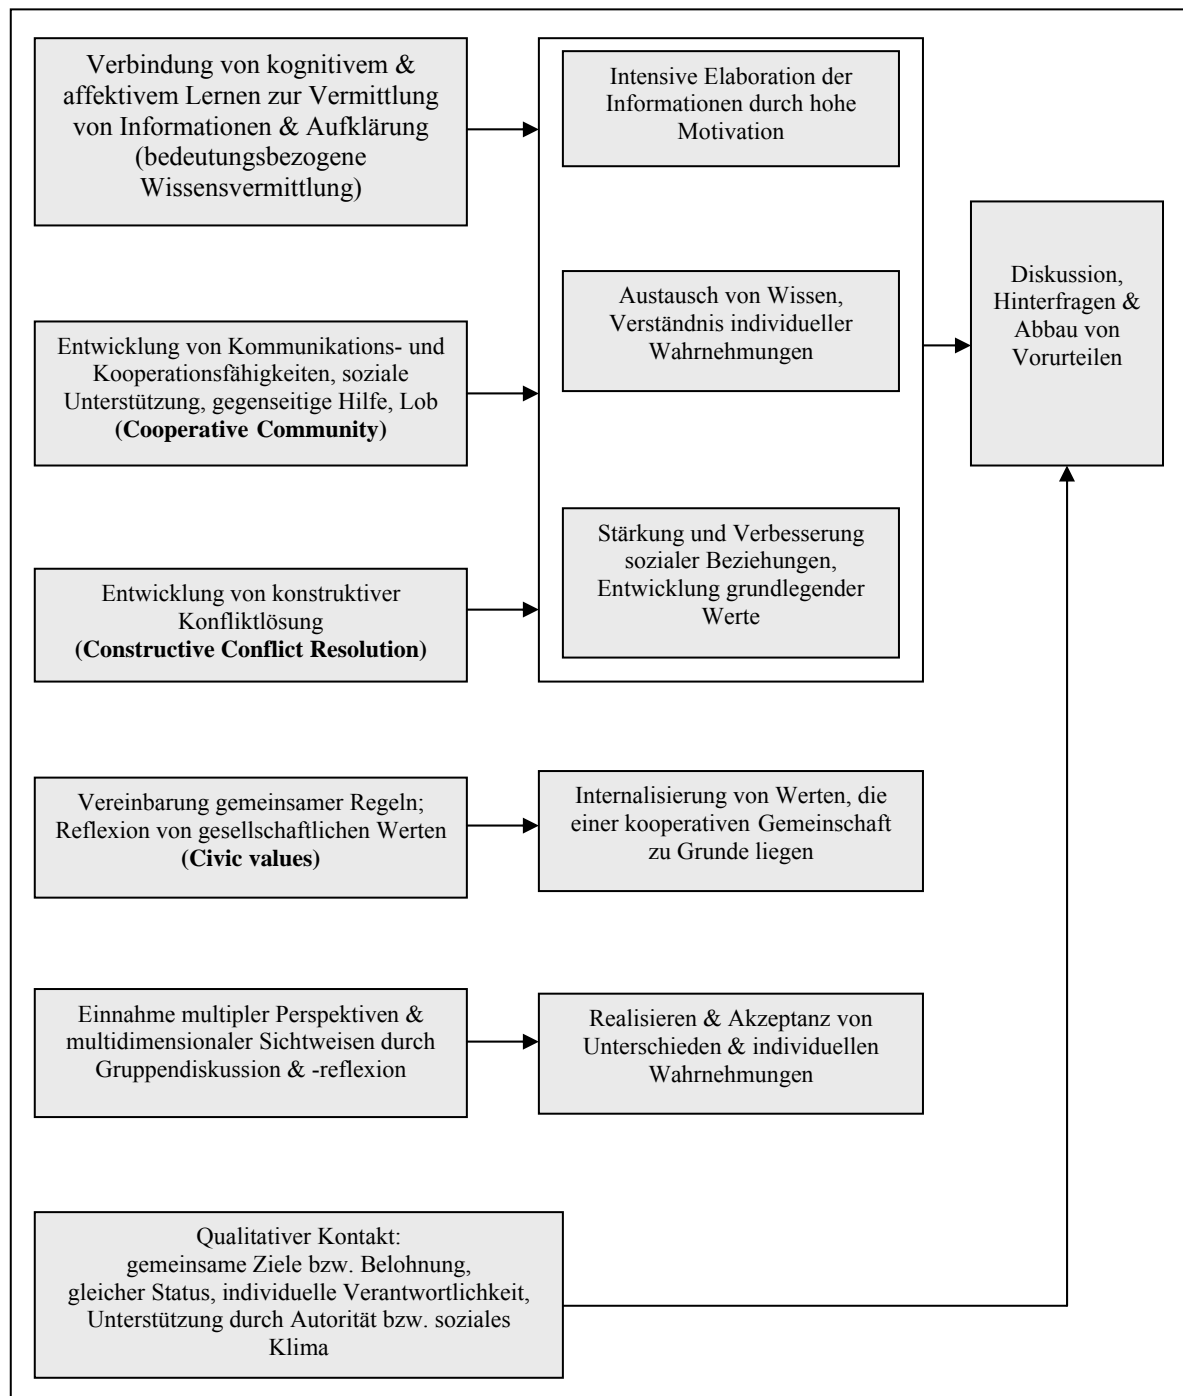 Verbindung von kognitivem &
affektivem Lernen zur Vermittlung
von Informationen & Aufklärung
(bedeutungsbezogene
Wissensvermittlung)
Intensive Elaboration der
Informationen durch hohe
Motivation
Entwicklung von Kommunikations- und
Kooperationsfähigkeiten, soziale
Unterstützung, gegenseitige Hilfe, Lob
(Cooperative Community)
Austausch von Wissen,
Verständnis individueller
Wahrnehmungen
Diskussion,
Hinterfragen &
Abbau von
Vorurteilen
Entwicklung von konstruktiver
Konfliktlösung
(Constructive Conflict Resolution)
Stärkung und Verbesserung
sozialer Beziehungen,
Entwicklung grundlegender
Werte
Vereinbarung gemeinsamer Regeln;
Reflexion von gesellschaftlichen Werten
(Civic values)
Internalisierung von Werten, die
einer kooperativen Gemeinschaft
zu Grunde liegen
Einnahme multipler Perspektiven &
multidimensionaler Sichtweisen durch
Gruppendiskussion & -reflexion
Realisieren & Akzeptanz von
Unterschieden & individuellen
Wahrnehmungen
Qualitativer Kontakt:
gemeinsame Ziele bzw. Belohnung,
gleicher Status, individuelle Verantwortlichkeit,
Unterstützung durch Autorität bzw. soziales
Klima